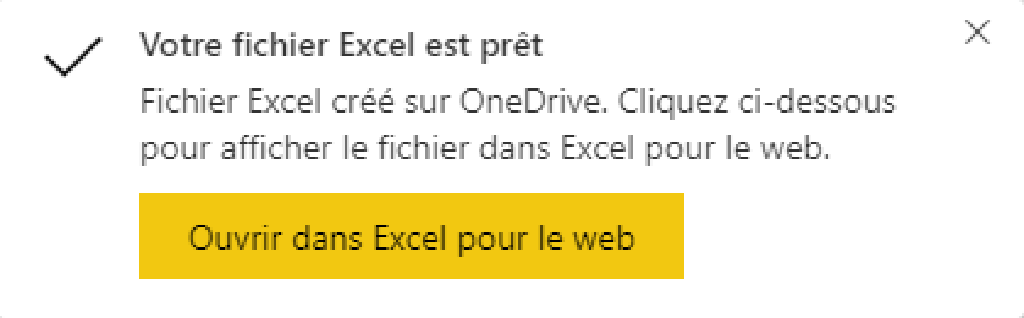 Votre fichier Excel est prêt
Fichier Excel créé sur OneDrive. Cliquez ci-dessous
pour afficher le fichier dans Excel pour le web.
Ouvrir dans Excel pour le web